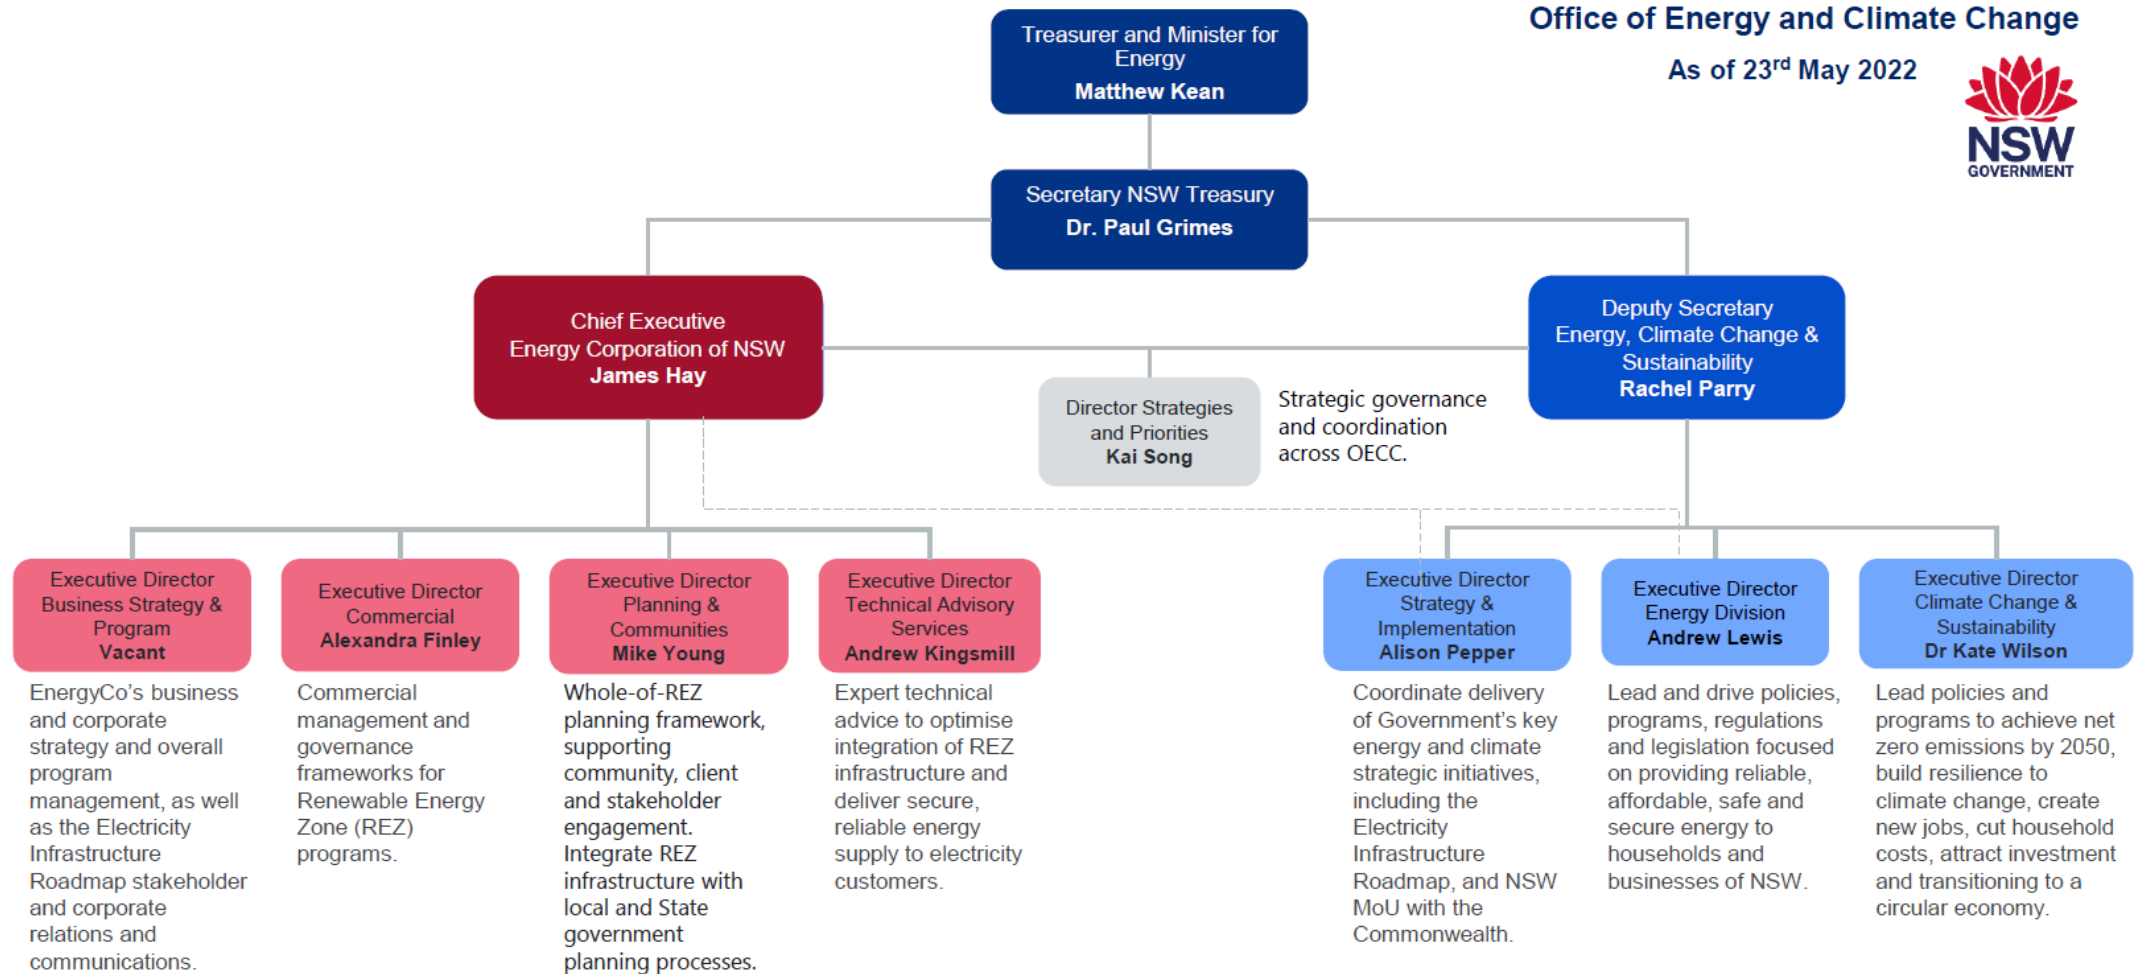 Office of Energy and Climate Change
As of 23rd May 2022
NSW
GOVERNMENT
Treasurer and Minister for
Energy
Matthew Kean
Secretary NSW Treasury
Dr. Paul Grimes
Chief Executive
Energy Corporation of NSW
James Hay
Deputy Secretary
Energy, Climate Change &
Sustainability
Rachel Parry
Director Strategies
and Priorities
Kai Song
Strategic governance
and coordination
across OECC.
Executive Director
Business Strategy &
Program
Vacant
EnergyCo’s business
and corporate
strategy and overall
program
management, as well
as the Electricity
Infrastructure
Roadmap stakeholder
and corporate
relations and
communications.
Executive Director
Commercial
Alexandra Finley
Commercial
management and
governance
frameworks for
Renewable Energy
Zone (REZ)
programs.
Executive Director
Planning &
Communities
Mike Young
Whole-of-REZ
planning framework,
supporting
community, client
and stakeholder
engagement.
Integrate REZ
infrastructure with
local and State
government
planning processes.
Executive Director
Technical Advisory
Services
Andrew Kingsmill
Expert technical
advice to optimise
integration of REZ
infrastructure and
deliver secure,
reliable energy
supply to electricity
customers.
Executive Director
Strategy &
Implementation
Alison Pepper
Coordinate delivery
of Government’s key
energy and climate
strategic initiatives,
including the
Electricity
Infrastructure
Roadmap, and NSW
MoU with the
Commonwealth.
Executive Director
Energy Division
Andrew Lewis
Lead and drive policies,
programs, regulations
and legislation focused
on providing reliable,
affordable, safe and
secure energy to
households and
businesses of NSW.
Executive Director
Climate Change &
Sustainability
Dr Kate Wilson
Lead policies and
programs to achieve net
zero emissions by 2050,
build resilience to
climate change, create
new jobs, cut household
costs, attract investment
and transitioning to a
circular economy.